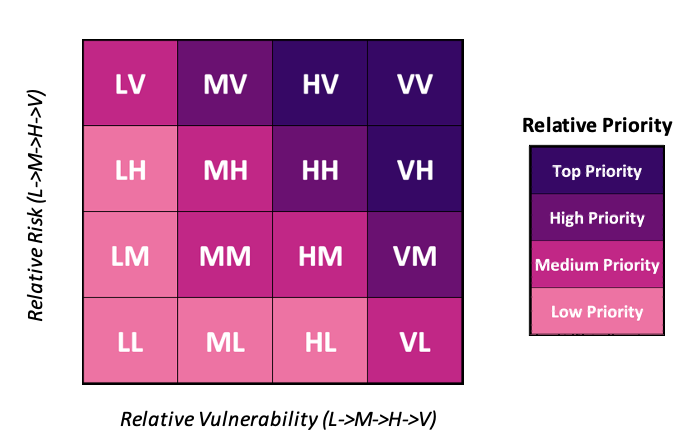 Relative Risk (L->M->H->V)
LV MV HV VV
LH MH HH VH
LM MM HM VM
LL ML HL VL
Relative Vulnerability (L->M->H->V)
Relative Priority
Top Priority
High Priority
Medium Priority
Low Priority